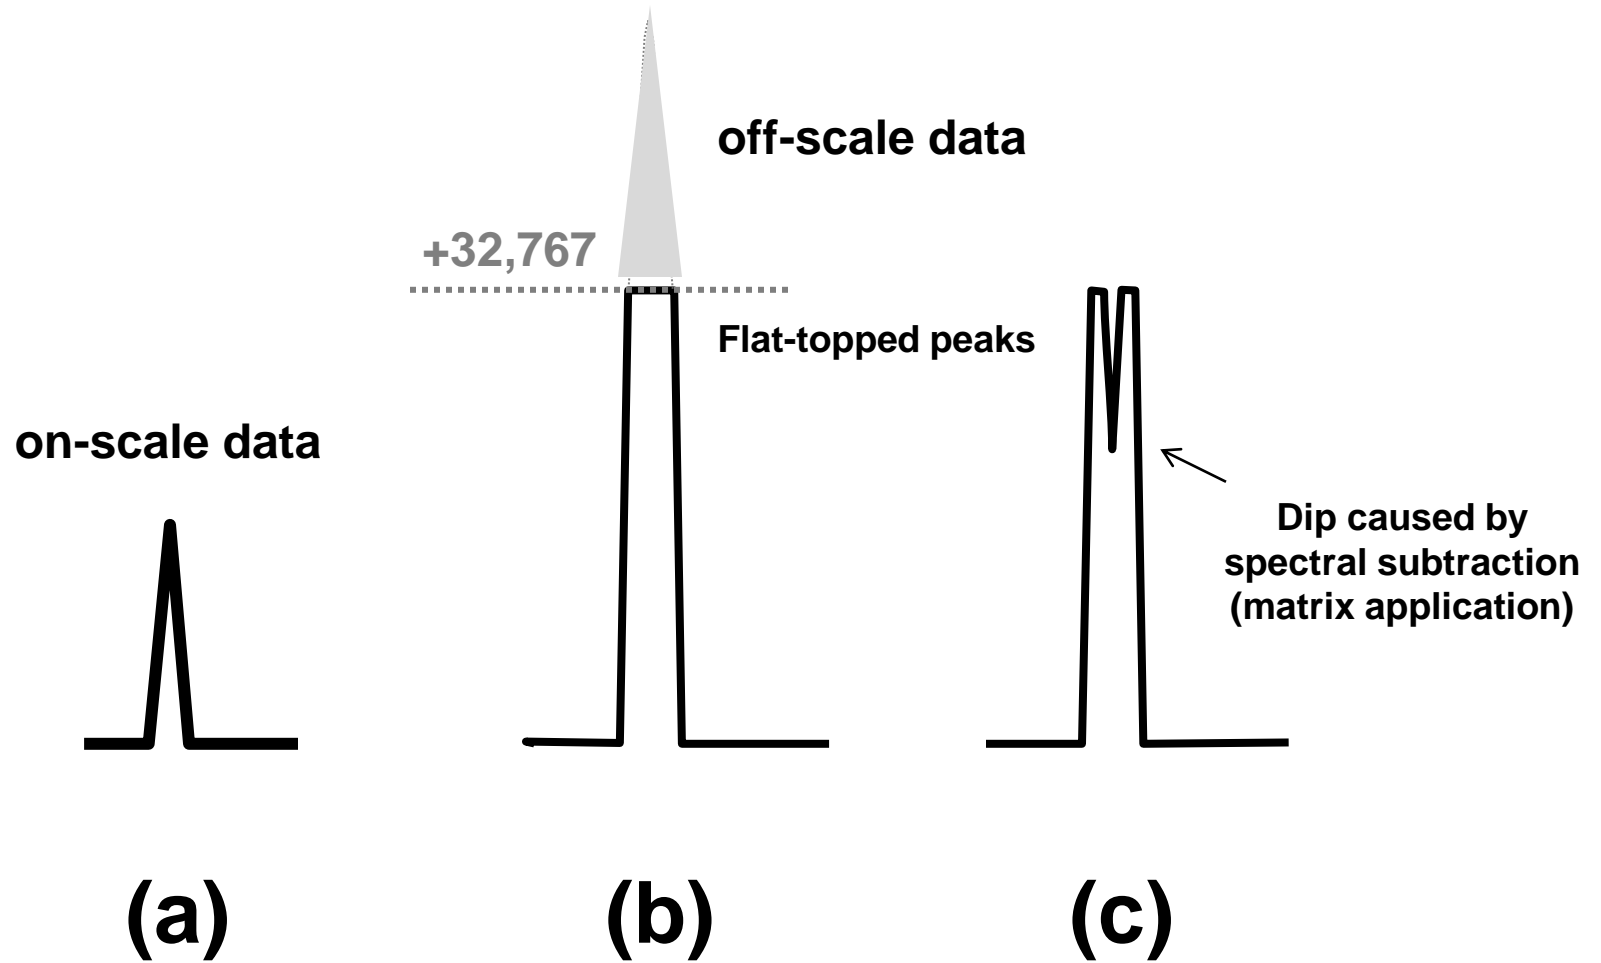 off-scale data
+32,767
Flat-topped peaks
on-scale data
Dip caused by
spectral subtraction
(matrix application)
(a)
(b)
(c)